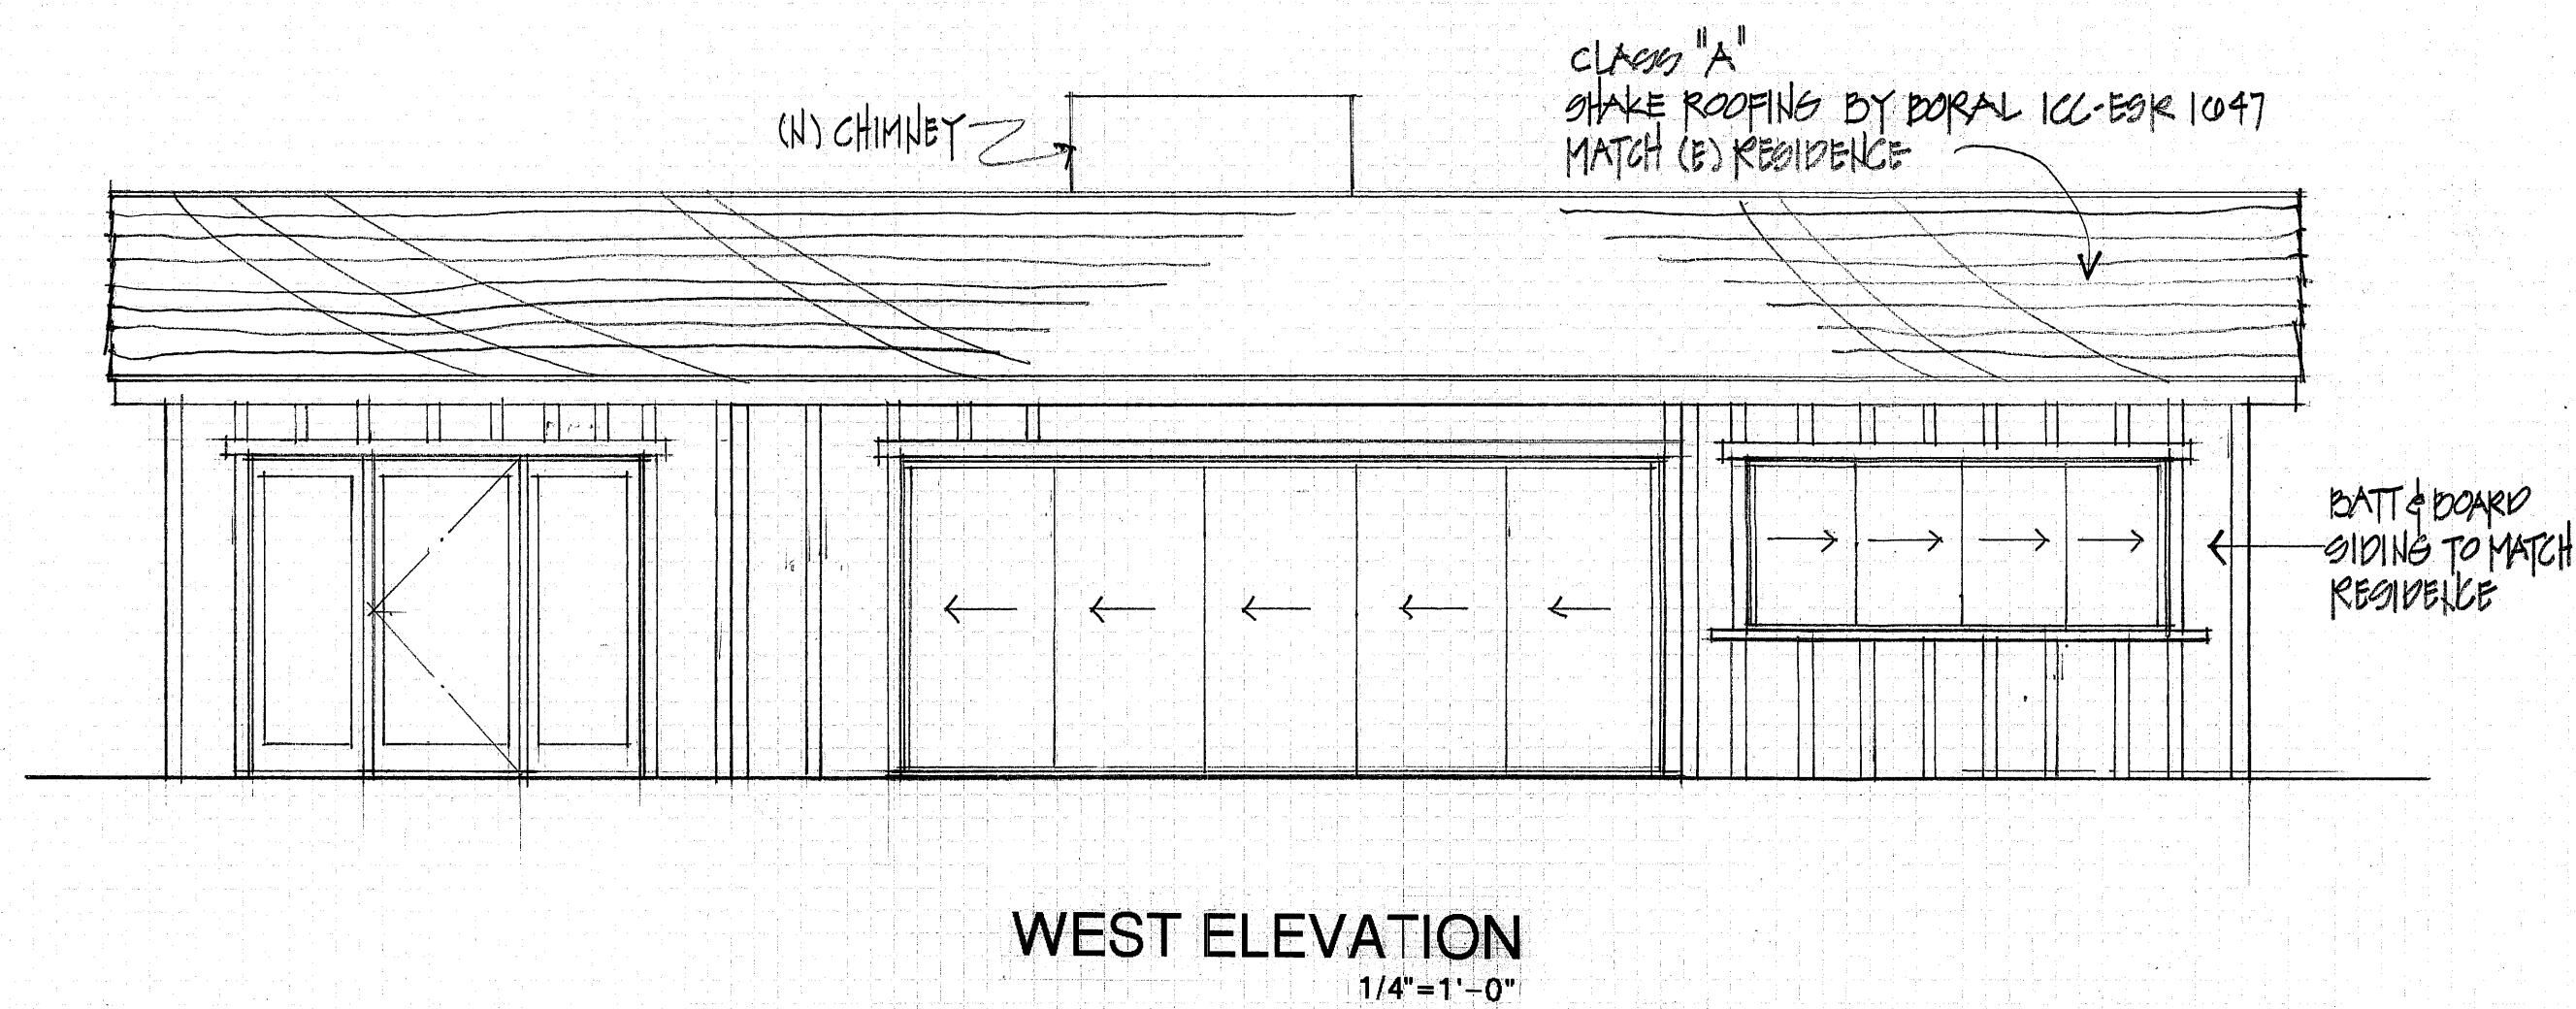 CLASS "A"
SHAKE ROOFING BY BORAL ICC-ESR 1647
MATCH (E) RESIDENCE
(N) CHIMNEY
BATT & BOARD
SIDING TO MATCH
RESIDENCE
WEST ELEVATION
1/4"=1'-0"